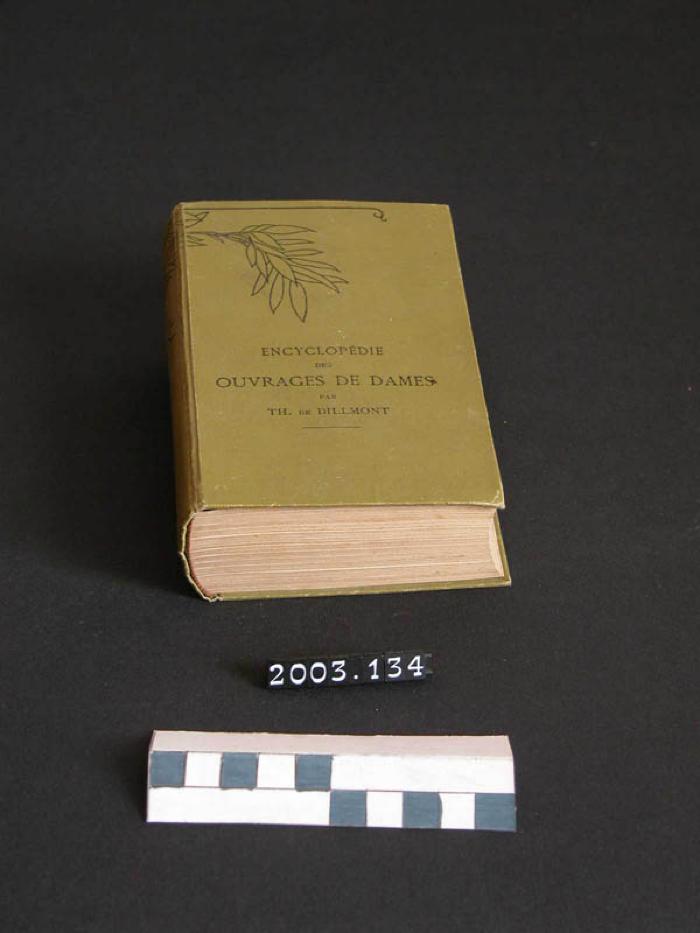 ENCYCLOPÉDIE
DES
OUVRAGES DE DAMES
PAR
TH. DE DILLMONT
2003.134